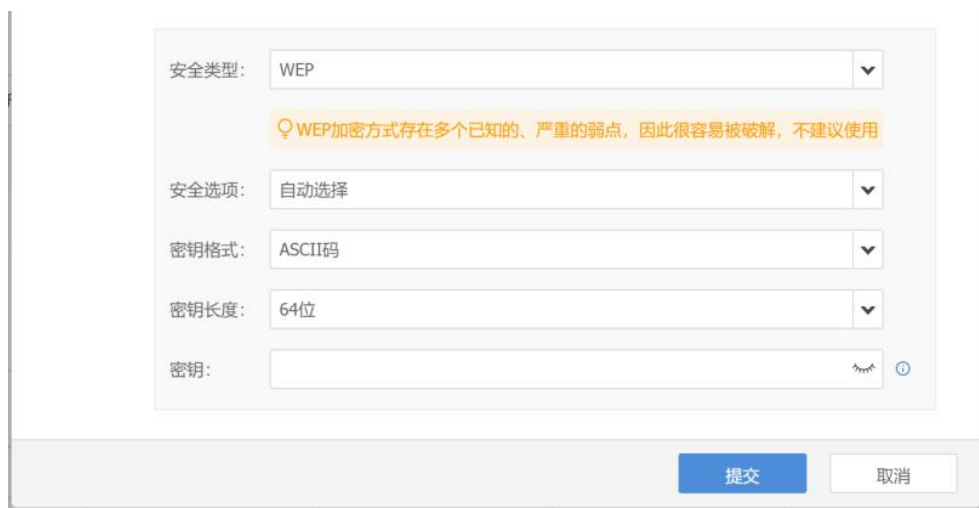 安全类型：
WEP
WEP加密方式存在多个已知的、严重的弱点，因此很容易被破解，不建议使用
安全选项：
自动选择
密钥格式：
ASCII码
密钥长度：
64位
密钥：
提交
取消